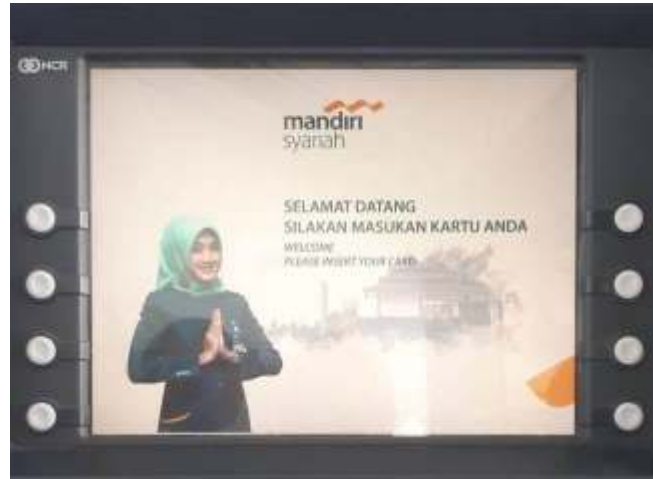 NCR
mandiri
syariah
SELAMAT DATANG
SILAKAN MASUKAN KARTU ANDA
WELCOME
PLEASE INSERT YOUR CARD